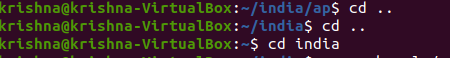 krishna@krishna-VirtualBox:~/india/ap$ cd ..
krishna@krishna-VirtualBox:~/india$ cd ..
krishna@krishna-VirtualBox:~$ cd india